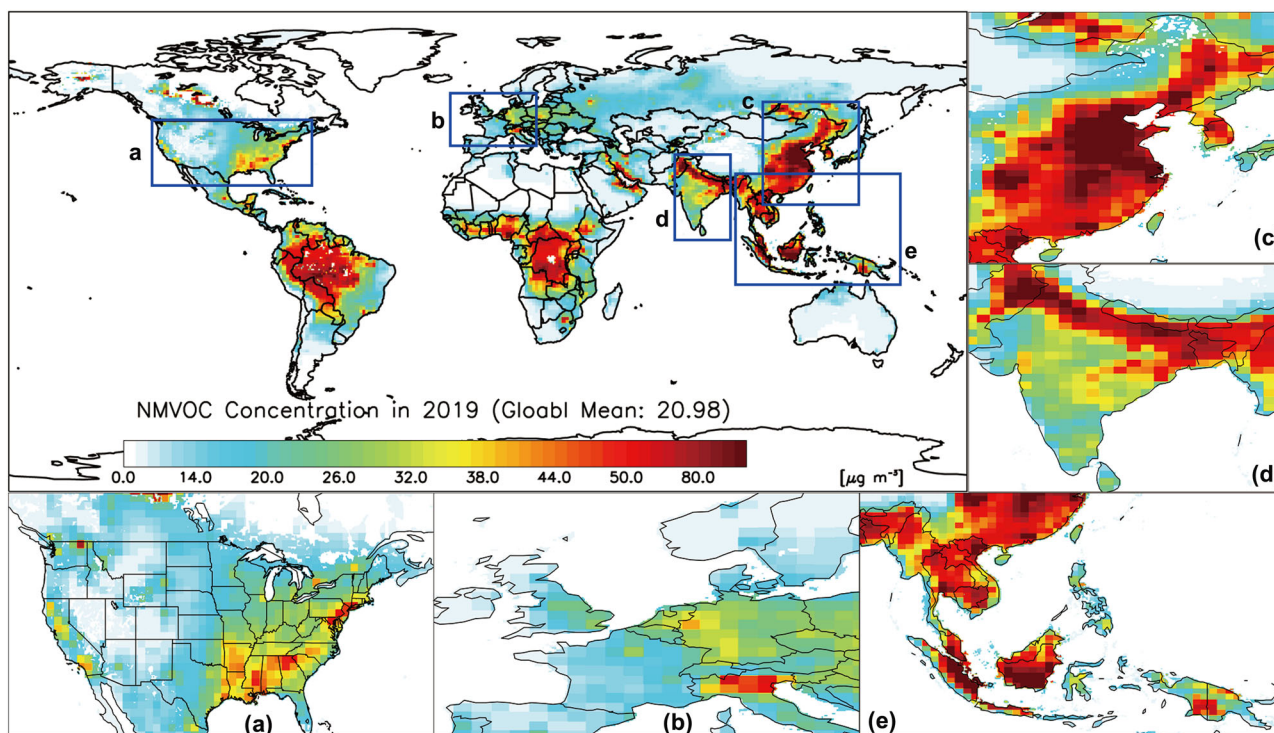 a
b
c
d
e
NMVOC Concentration in 2019 (Gloabl Mean: 20.98)
0.0 14.0 20.0 26.0 32.0 38.0 44.0 50.0 80.0 [μg m⁻³]
(c)
(d)
(a)
(b)
(e)